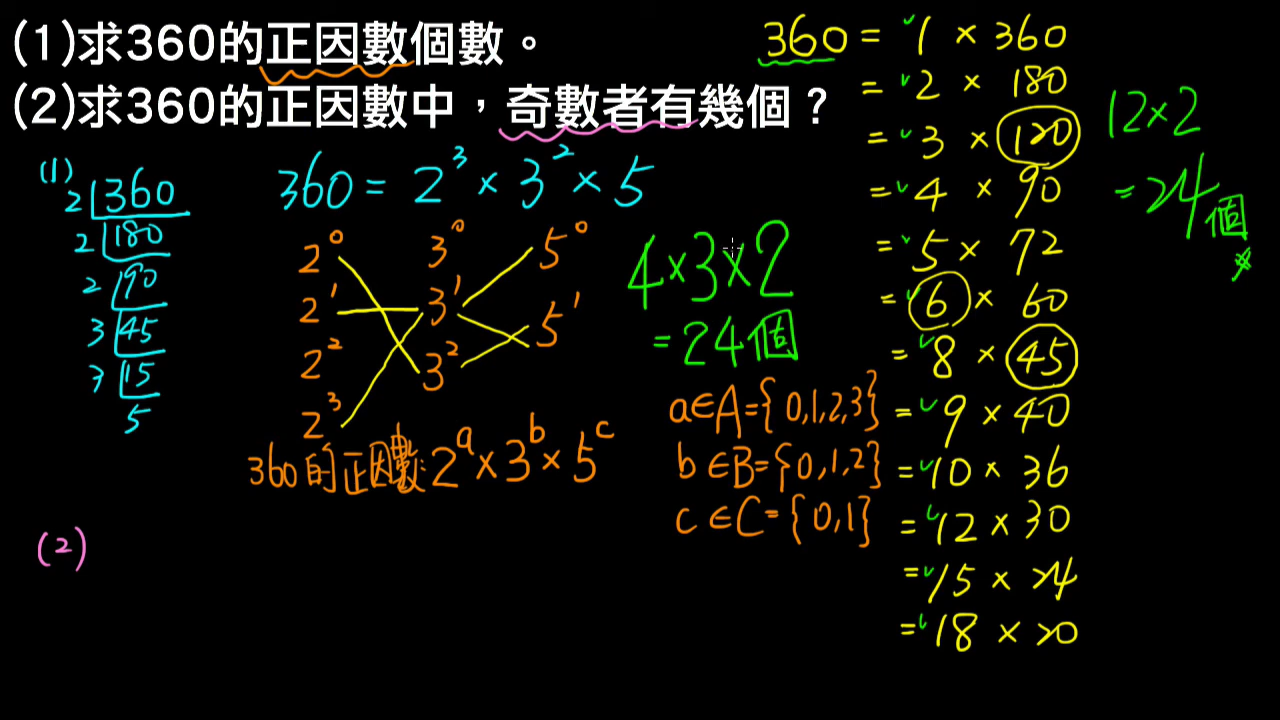 (1)求360的正因數個數。
(2)求360的正因數中，奇數者有幾個？
(1)
2 360
2 180
2 90
3 45
3 15
5
360 = 2³ × 3² × 5
2⁰ 3⁰ 5⁰
2¹ 3¹ 5¹
2² 3²
2³
4×3×2
=24個
360的正因數: 2ᵃ×3ᵇ×5ᶜ
a∈A={0,1,2,3}
b∈B={0,1,2}
c∈C={0,1}
(2)
360 = 1 × 360
= 2 × 180
= 3 × 120
= 4 × 90
= 5 × 72
= 6 × 60
= 8 × 45
= 9 × 40
= 10 × 36
= 12 × 30
= 15 × 24
= 18 × 20
12×2
=24個